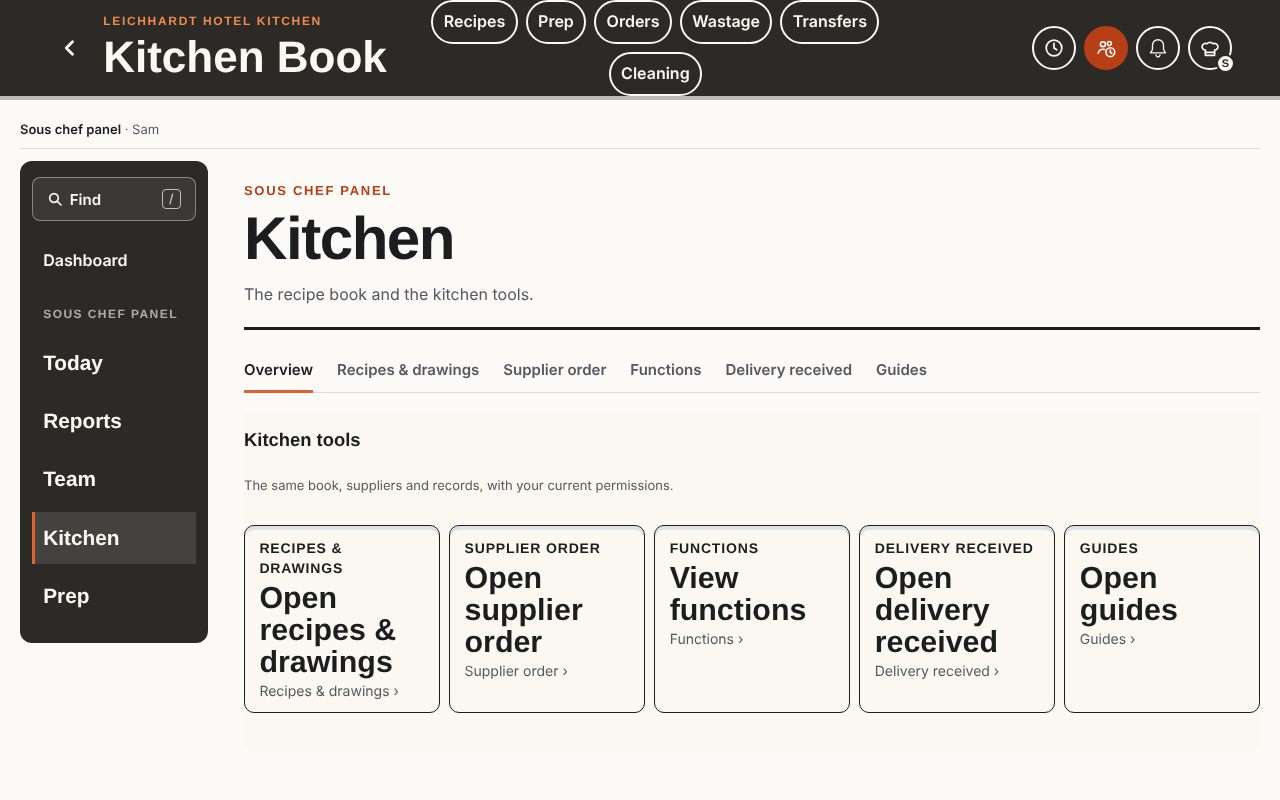 LEICHHARDT HOTEL KITCHEN
Kitchen Book
Recipes
Prep
Orders
Wastage
Transfers
Cleaning
S
Sous chef panel · Sam
Find
/
Dashboard
SOUS CHEF PANEL
Today
Reports
Team
Kitchen
Prep
SOUS CHEF PANEL
Kitchen
The recipe book and the kitchen tools.
Overview
Recipes & drawings
Supplier order
Functions
Delivery received
Guides
Kitchen tools
The same book, suppliers and records, with your current permissions.
RECIPES &
DRAWINGS
Open
recipes &
drawings
Recipes & drawings ›
SUPPLIER ORDER
Open
supplier
order
Supplier order ›
FUNCTIONS
View
functions
Functions ›
DELIVERY RECEIVED
Open
delivery
received
Delivery received ›
GUIDES
Open
guides
Guides ›